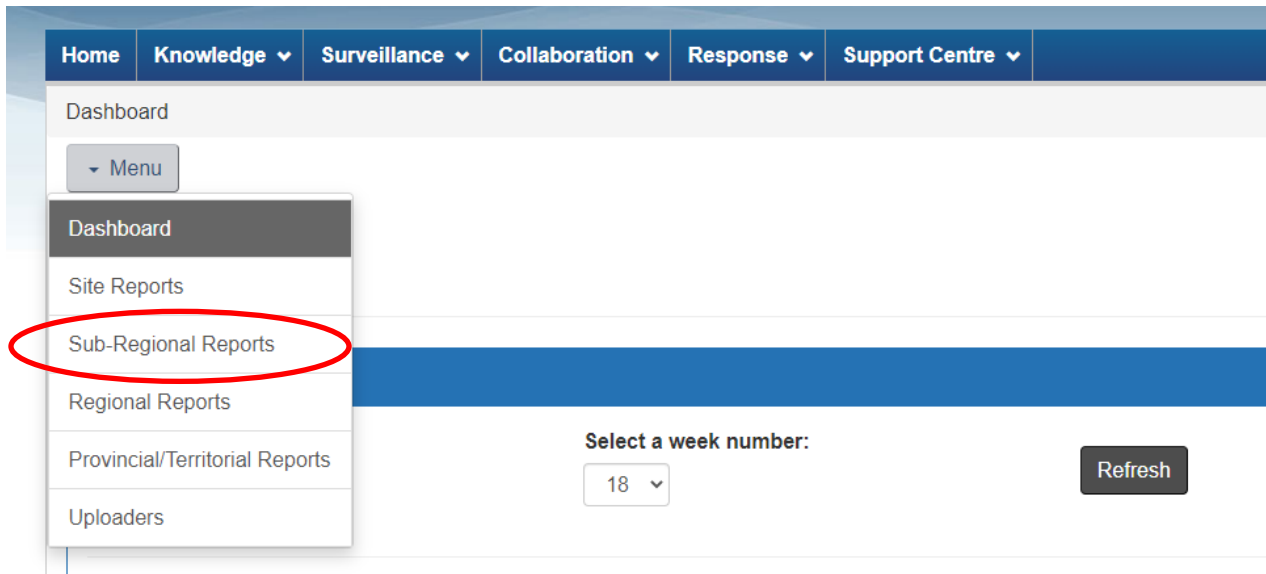 Home Knowledge Surveillance Collaboration Response Support Centre
Dashboard
Menu
Dashboard
Site Reports
Sub-Regional Reports
Regional Reports
Provincial/Territorial Reports
Uploaders
Select a week number:
18
Refresh